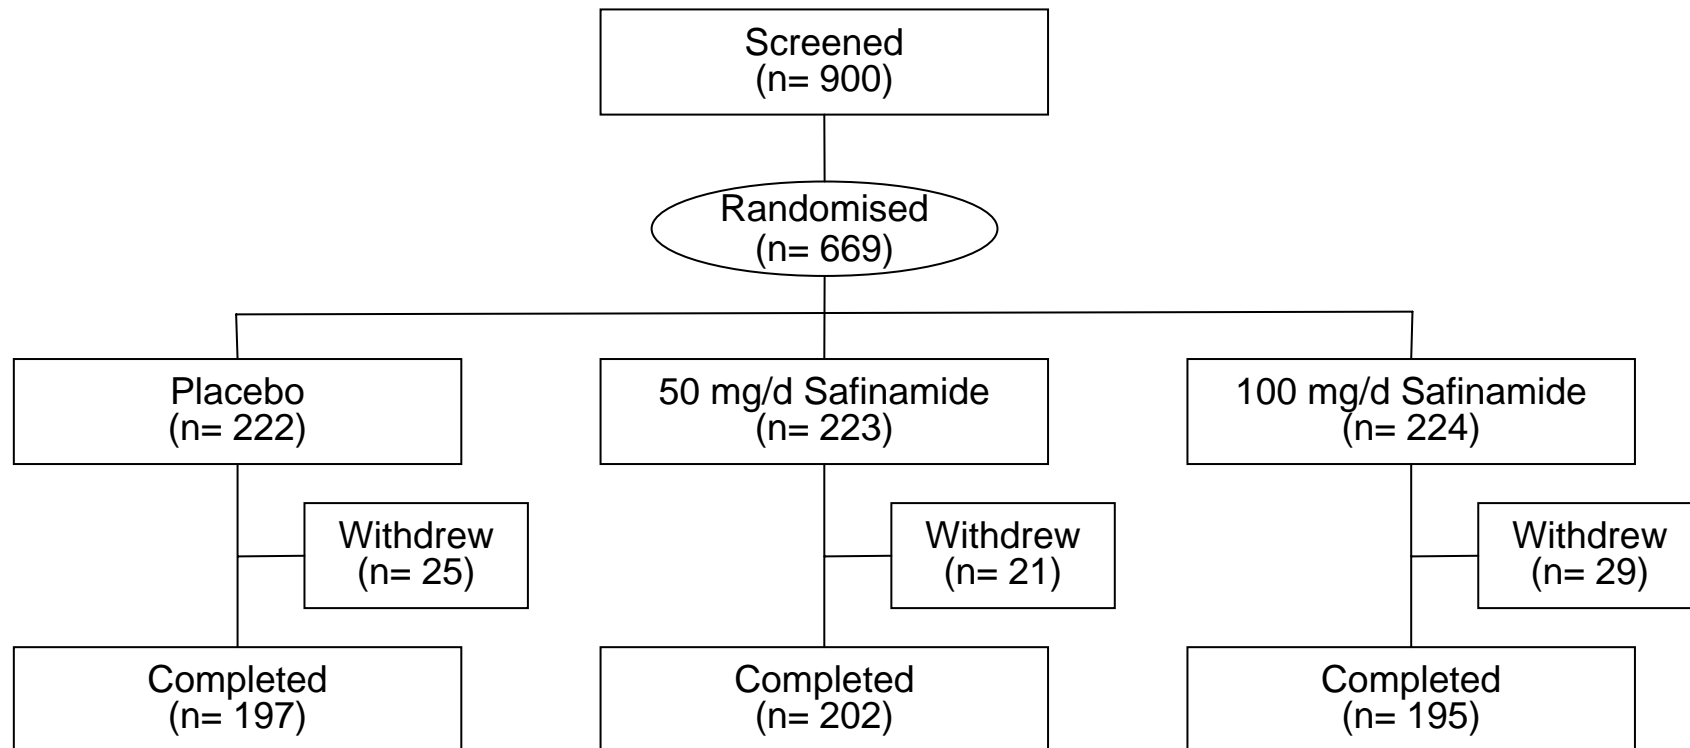 Screened
(n= 900)
Randomised
(n= 669)
Placebo
(n= 222)
50 mg/d Safinamide
(n= 223)
100 mg/d Safinamide
(n= 224)
Withdrew
(n= 25)
Withdrew
(n= 21)
Withdrew
(n= 29)
Completed
(n= 197)
Completed
(n= 202)
Completed
(n= 195)